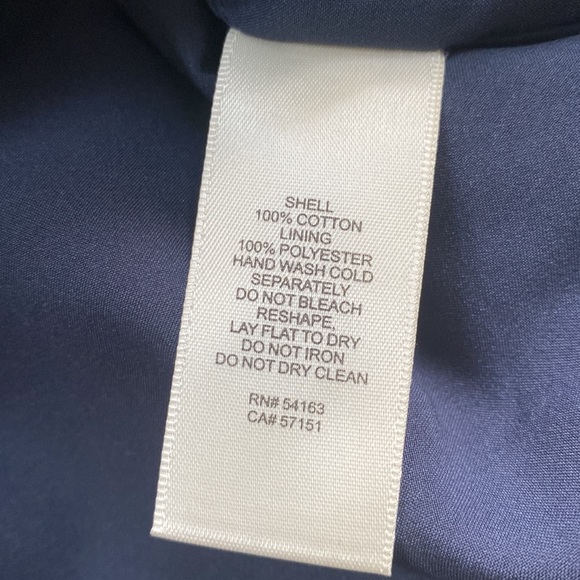 SHELL
100% COTTON
LINING
100% POLYESTER
HAND WASH COLD
SEPARATELY
DO NOT BLEACH
RESHAPE,
LAY FLAT TO DRY
DO NOT IRON
DO NOT DRY CLEAN
RN# 54163
CA# 57151